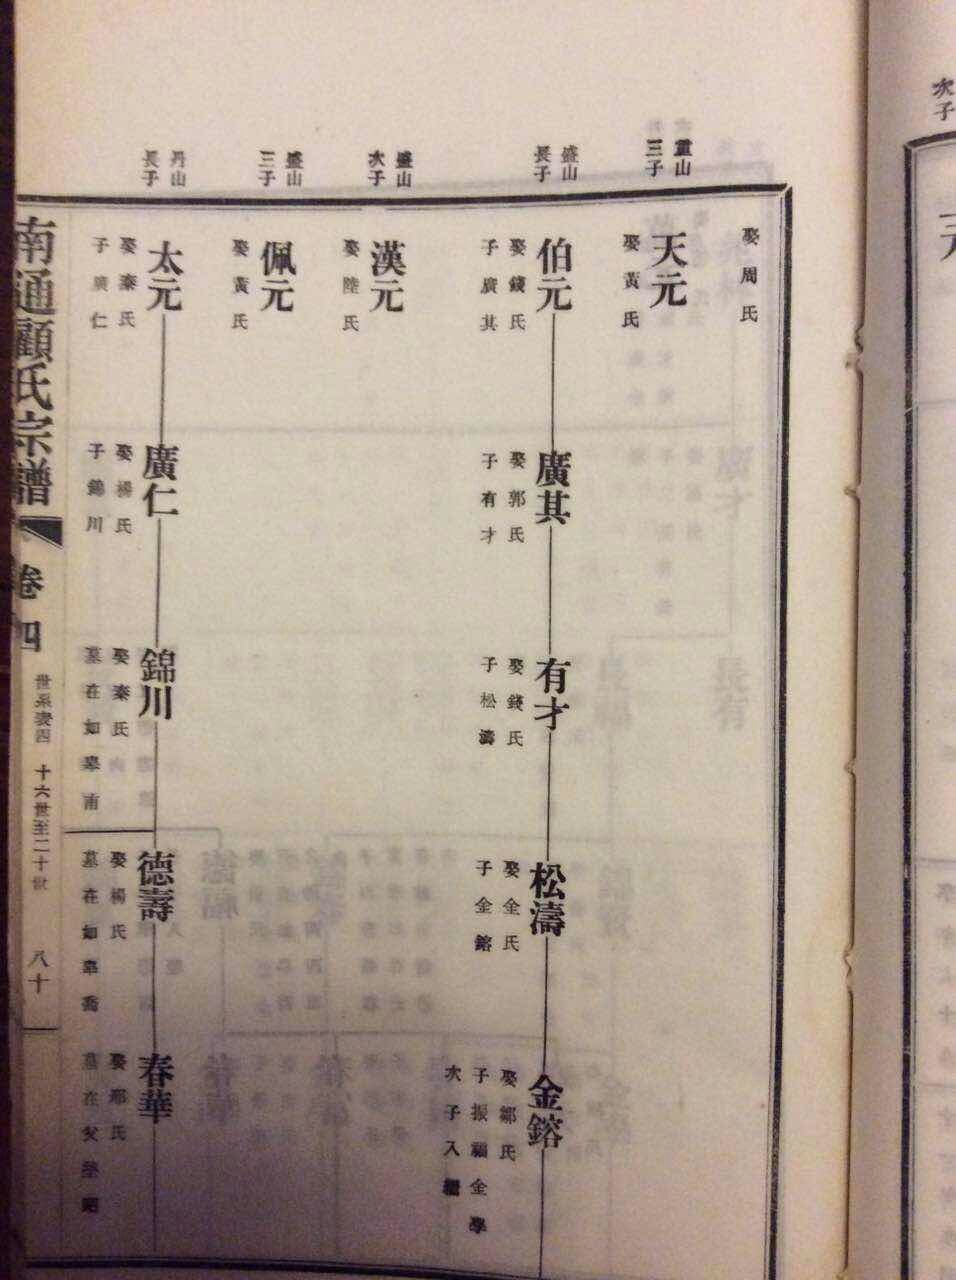 次子
娶周氏
重山
三子
天元
娶黃氏
盛山
長子
伯元
娶錢氏
子廣其
廣其
娶郭氏
子有才
有才
娶錢氏
子松濤
松濤
娶全氏
子金鎔
金鎔
娶鄒氏
子振福金學
次子入繼
盛山
次子
漢元
娶陸氏
盛山
三子
佩元
娶黃氏
丹山
長子
太元
娶秦氏
子廣仁
廣仁
娶楊氏
子錦川
錦川
娶秦氏
墓在如皋南
德壽
娶楊氏
墓在如皋喬
春華
娶鄒氏
墓在父塋昭
南通顧氏宗譜
卷四
世系表四 十六世至二十世
八十